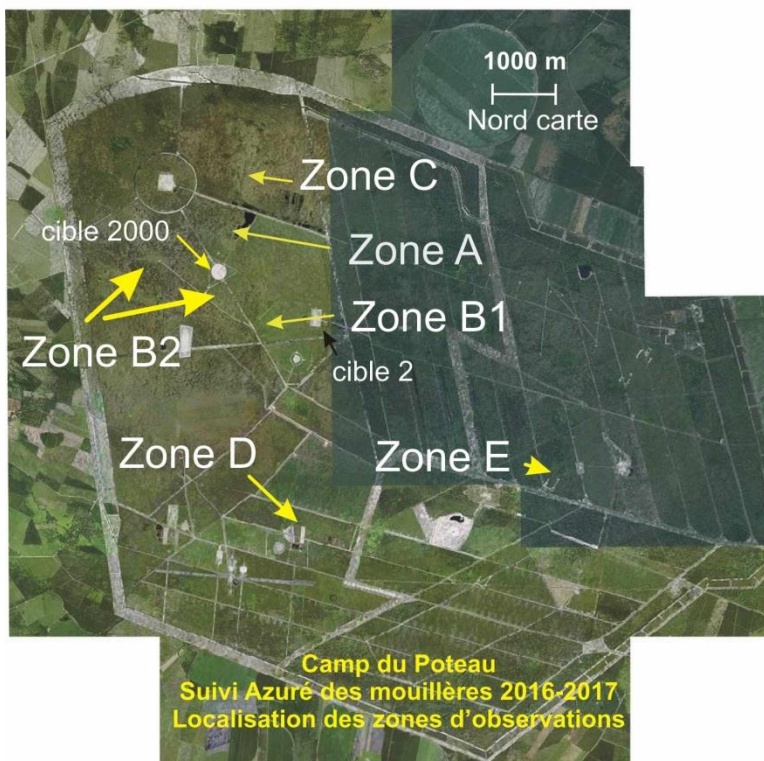 1000 m
Nord carte
Zone C
cible 2000
Zone A
Zone B1
Zone B2
cible 2
Zone D
Zone E
Camp du Poteau
Suivi Azuré des mouillères 2016-2017
Localisation des zones d’observations